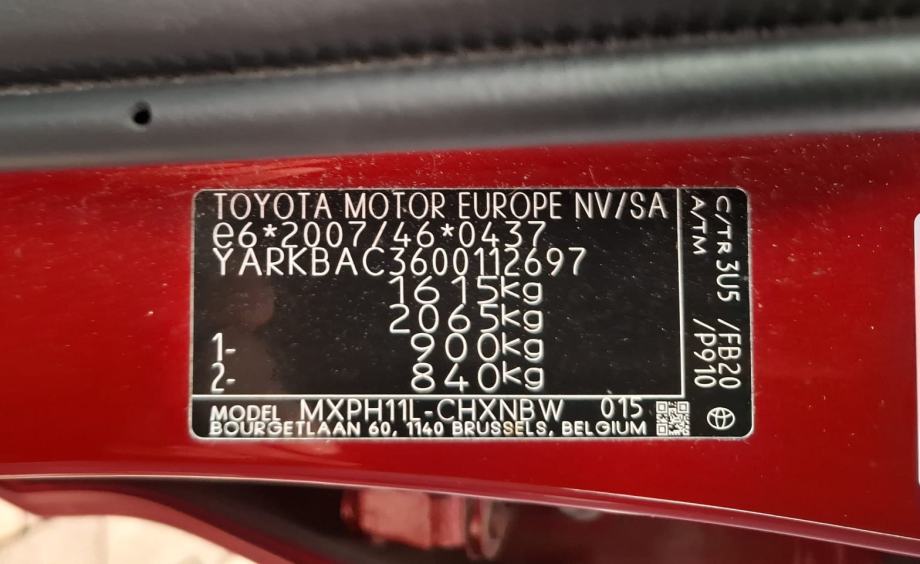 TOYOTA MOTOR EUROPE NV/SA
e6*2007/46*0437
YARKBAC3600112697
1615kg
2065kg
1- 900kg
2- 840kg
MODEL MXPH11L-CHXNBW 015
BOURGETLAAN 60, 1140 BRUSSELS, BELGIUM
C/TR 3U5 /FB20
A/TM /P910